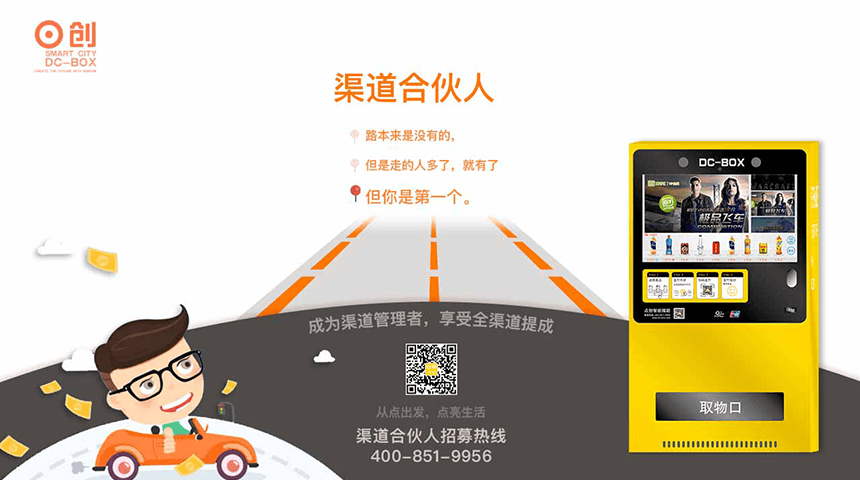 创
SMART CITY
DC-BOX
渠道合伙人
路本来是没有的,
但是走的人多了，就有了
但你是第一个。
DC-BOX
极品飞车
取物口
成为渠道管理者，享受全渠道提成
从点出发，点亮生活
渠道合伙人招募热线
400-851-9956